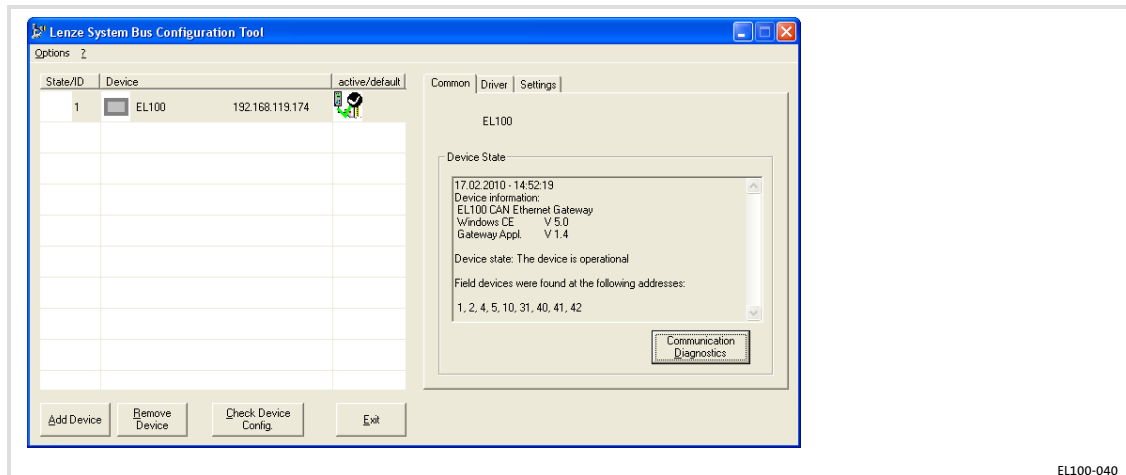 Lenze System Bus Configuration Tool
Options ?
State/ID Device active/default
1 EL100 192.168.119.174
Common Driver Settings
EL100
Device State
17.02.2010 - 14:52:19
Device information:
EL100 CAN Ethernet Gateway
Windows CE V 5.0
Gateway Appl. V 1.4
Device state: The device is operational
Field devices were found at the following addresses:
1, 2, 4, 5, 10, 31, 40, 41, 42
Communication
Diagnostics
Add Device
Remove
Device
Check Device
Config.
Exit
EL100-040